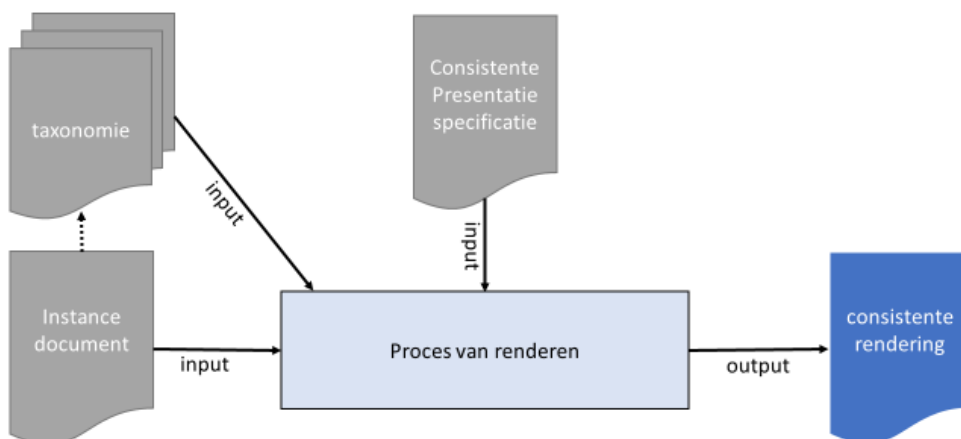 taxonomie
Consistente
Presentatie
specificatie
input
input
Instance
document
input
Proces van renderen
output
consistente
rendering